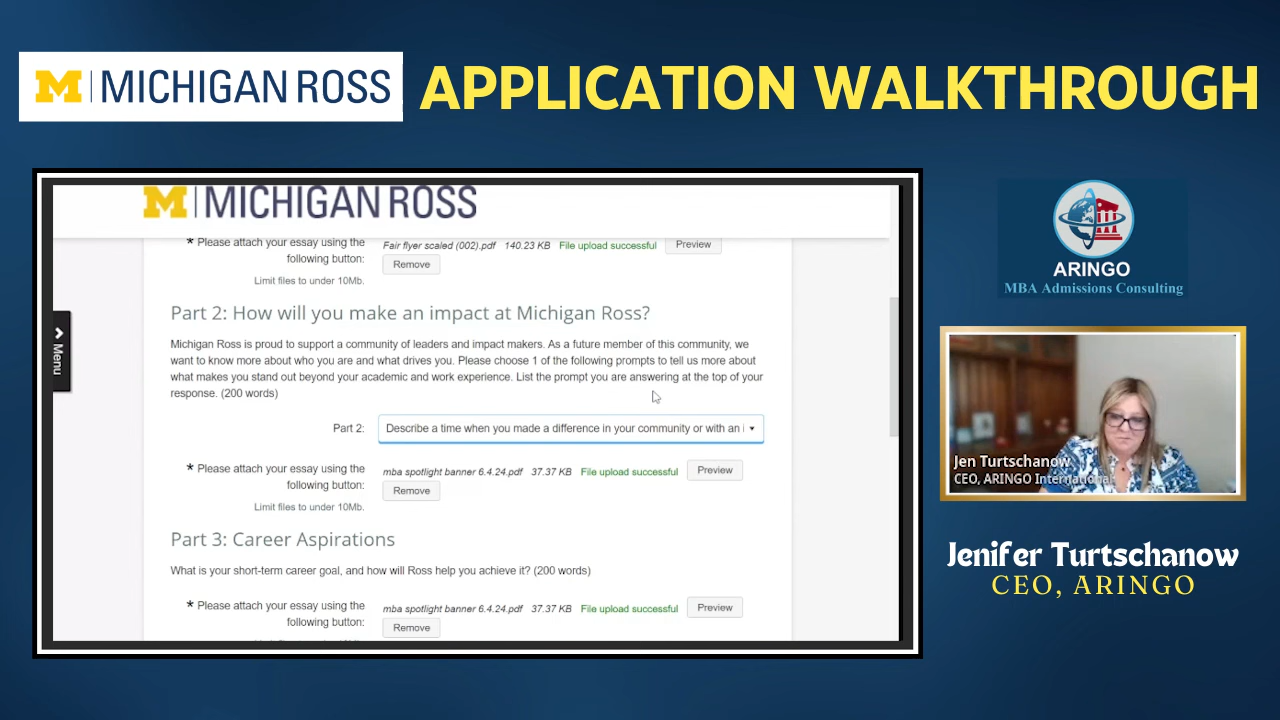 M | MICHIGAN ROSS APPLICATION WALKTHROUGH
M | MICHIGAN ROSS
* Please attach your essay using the following button:
Fair flyer scaled (002).pdf 140.23 KB File upload successful Preview
Remove
Limit files to under 10Mb.
Menu
Part 2: How will you make an impact at Michigan Ross?
Michigan Ross is proud to support a community of leaders and impact makers. As a future member of this community, we
want to know more about who you are and what drives you. Please choose 1 of the following prompts to tell us more about
what makes you stand out beyond your academic and work experience. List the prompt you are answering at the top of your
response. (200 words)
Part 2: Describe a time when you made a difference in your community or with an
* Please attach your essay using the
following button:
mba spotlight banner 6.4.24.pdf 37.37 KB File upload successful Preview
Remove
Limit files to under 10Mb.
Part 3: Career Aspirations
What is your short-term career goal, and how will Ross help you achieve it? (200 words)
* Please attach your essay using the
following button:
mba spotlight banner 6.4.24.pdf 37.37 KB File upload successful Preview
Remove
ARINGO
MBA Admissions Consulting
Jen Turtschanow
CEO, ARINGO International
Jenifer Turtschanow
CEO, ARINGO